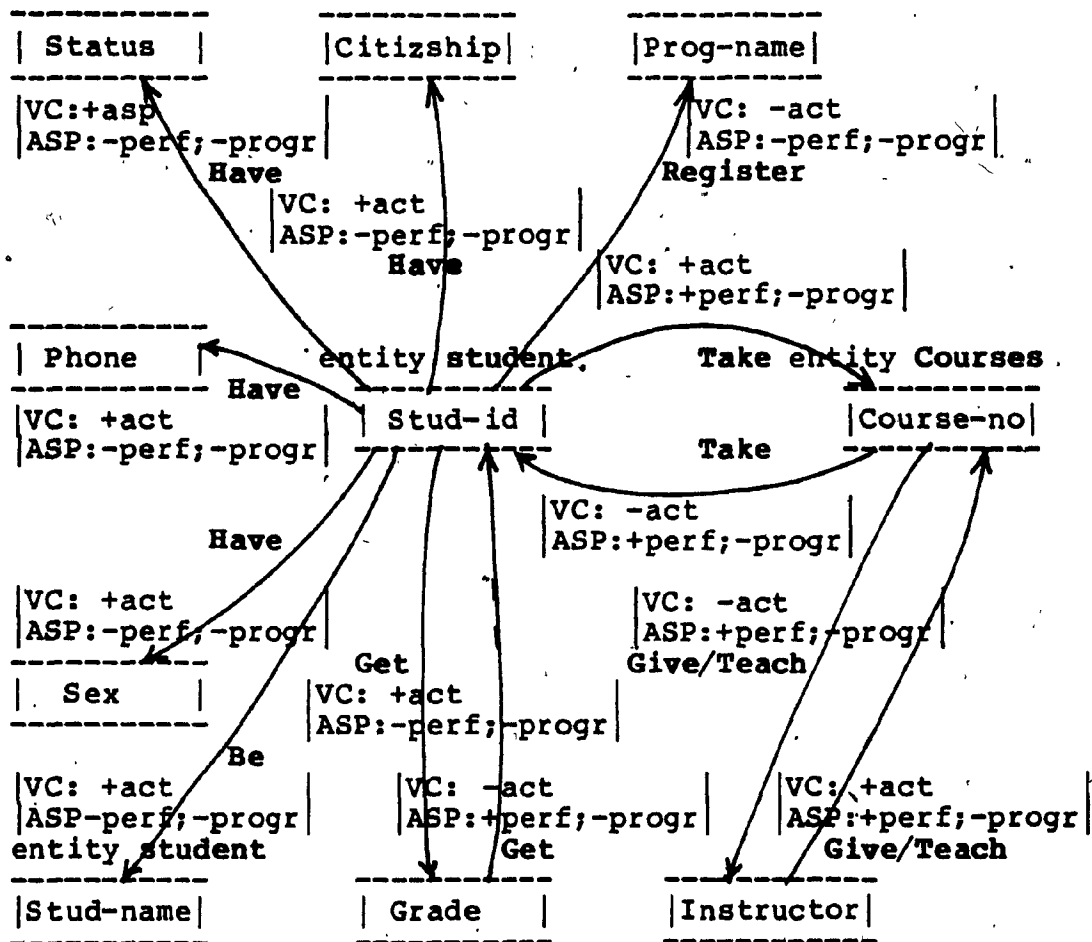 | Status | |Citizship| |Prog-name|
|VC:+asp |VC: -act
|ASP:-perf;-progr| |ASP:-perf;-progr|
Have Register
|VC: +act
|ASP:-perf;-progr|
Have |VC: +act
|ASP:+perf;-progr|
| Phone | entity student. Take entity Courses
Have
|VC: +act | Stud-id | |Course-no|
|ASP:-perf;-progr| Take
|VC: -act
Have |ASP:+perf;-progr|
|VC: +act |VC: -act
|ASP:-perf;-progr| |ASP:+perf;-progr|
Get Give/Teach
| Sex | |VC: +act
|ASP:-perf;-progr|
Be
|VC: +act |VC: -act |VC: +act
|ASP-perf;-progr| |ASP:+perf;-progr| |ASP:+perf;-progr|
entity student Get Give/Teach
|Stud-name| | Grade | |Instructor|